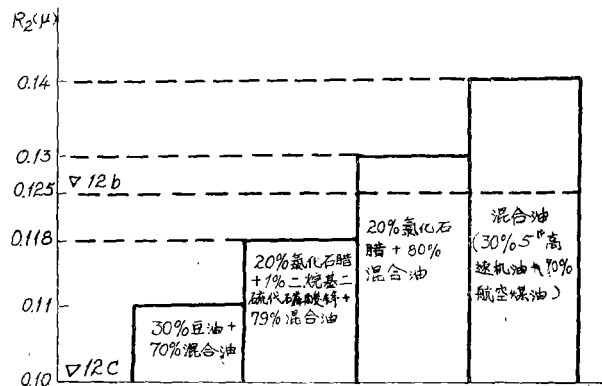 R₂(μ)
0.14
0.13
▽12b
0.125
0.118
0.11
▽12C
0.10
30%豆油+
70%混合油
20%氯化石腊
+1%二烷基二
硫代磷酸锌+
79%混合油
20%氯化石
腊+80%
混合油
混合油
(30%5#高
速机油+70%
航空煤油)